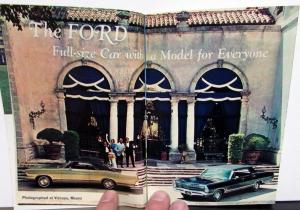 The FORD
Full-size Car with a Model for Everyone
Photographed at Vizcaya, Miami